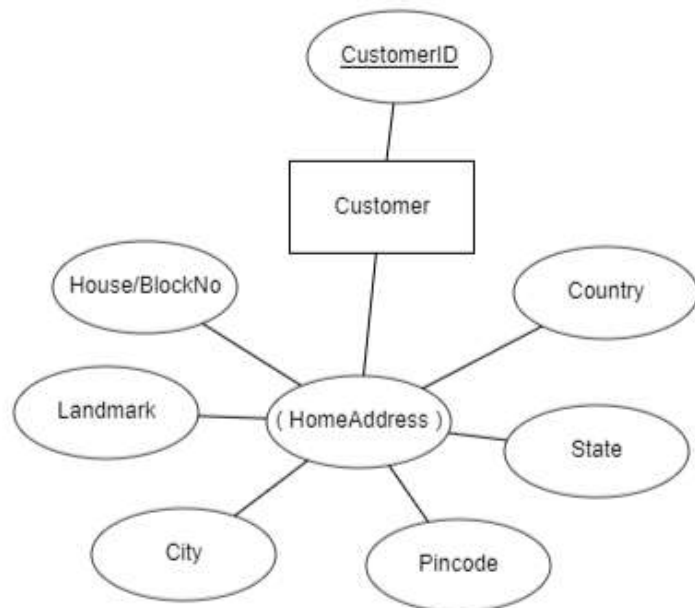 CustomerID
Customer
House/BlockNo
Country
Landmark
( HomeAddress )
State
City
Pincode